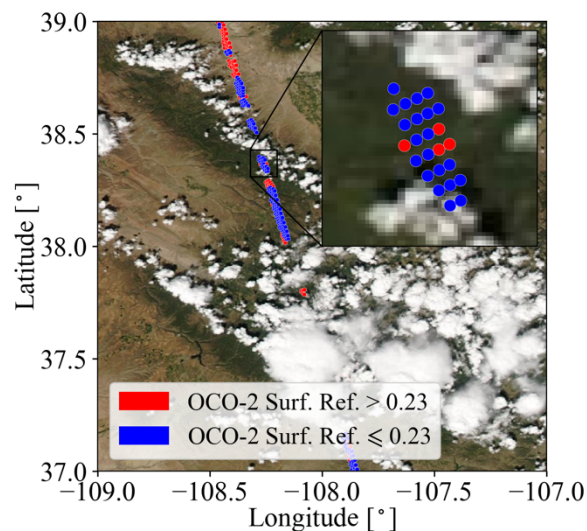 39.0
38.5
38.0
37.5
37.0
Latitude [°]
OCO-2 Surf. Ref. > 0.23
OCO-2 Surf. Ref. ⩽ 0.23
−109.0 −108.5 −108.0 −107.5 −107.0
Longitude [°]